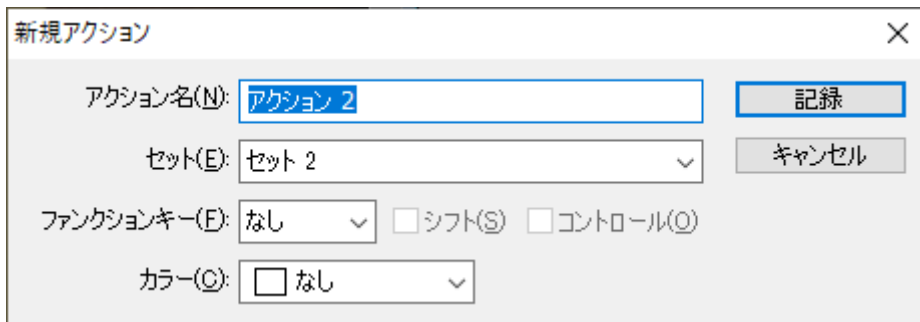 新規アクション
アクション名(N): アクション 2 記録
セット(E): セット 2 キャンセル
ファンクションキー(F): なし シフト(S) コントロール(O)
カラー(C): なし